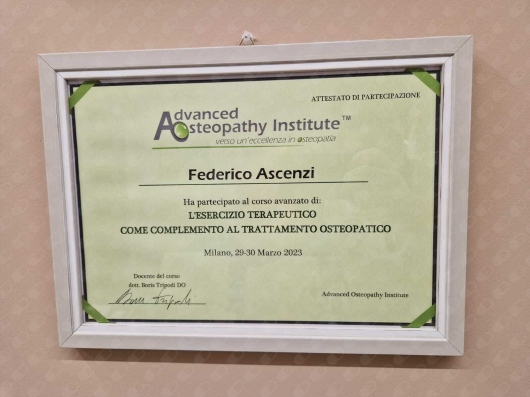 ATTESTATO DI PARTECIPAZIONE
Advanced
Osteopathy Institute™
verso un'eccellenza in osteopatia
Federico Ascenzi
Ha partecipato al corso avanzato di:
L'ESERCIZIO TERAPEUTICO
COME COMPLEMENTO AL TRATTAMENTO OSTEOPATICO
Milano, 29-30 Marzo 2023
Docente del corso
dott. Boris Tripodi DO
Boris Tripodi
Advanced Osteopathy Institute